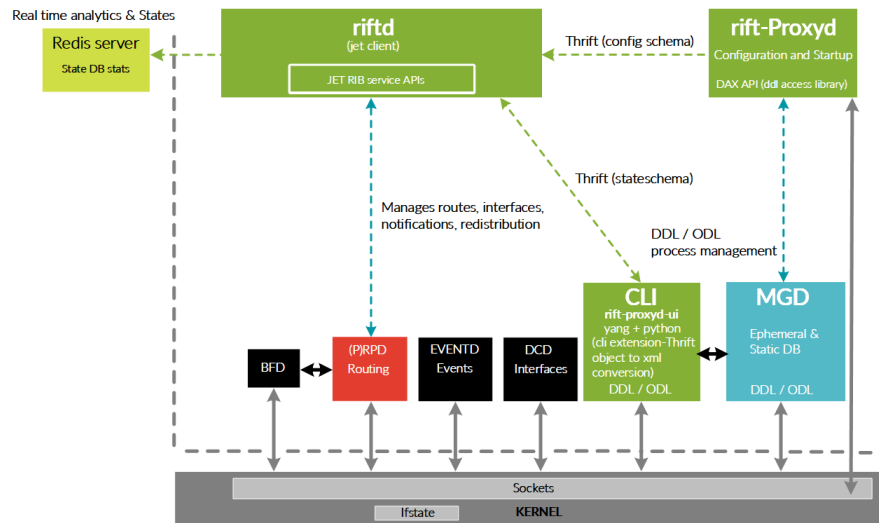 Real time analytics & States
Redis server
State DB stats
riftd
(jet client)
JET RIB service APIs
Thrift (config schema)
rift-Proxyd
Configuration and Startup
DAX API (ddl access library)
Thrift (stateschema)
Manages routes, interfaces,
notifications, redistribution
DDL / ODL
process management
BFD
(P)RPD
Routing
EVENTD
Events
DCD
Interfaces
CLI
rift-proxyd-ui
yang + python
(cli extension-Thrift
object to xml
conversion)
DDL / ODL
MGD
Ephemeral &
Static DB
DDL / ODL
Sockets
Ifstate
KERNEL